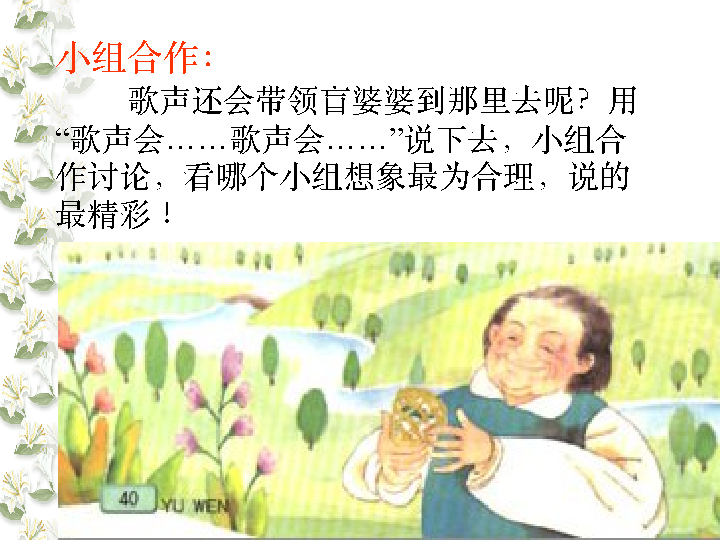 小组合作：
歌声还会带领盲婆婆到那里去呢？用
“歌声会……歌声会……”说下去，小组合
作讨论，看哪个小组想象最为合理，说的
最精彩！
40 YU WEN